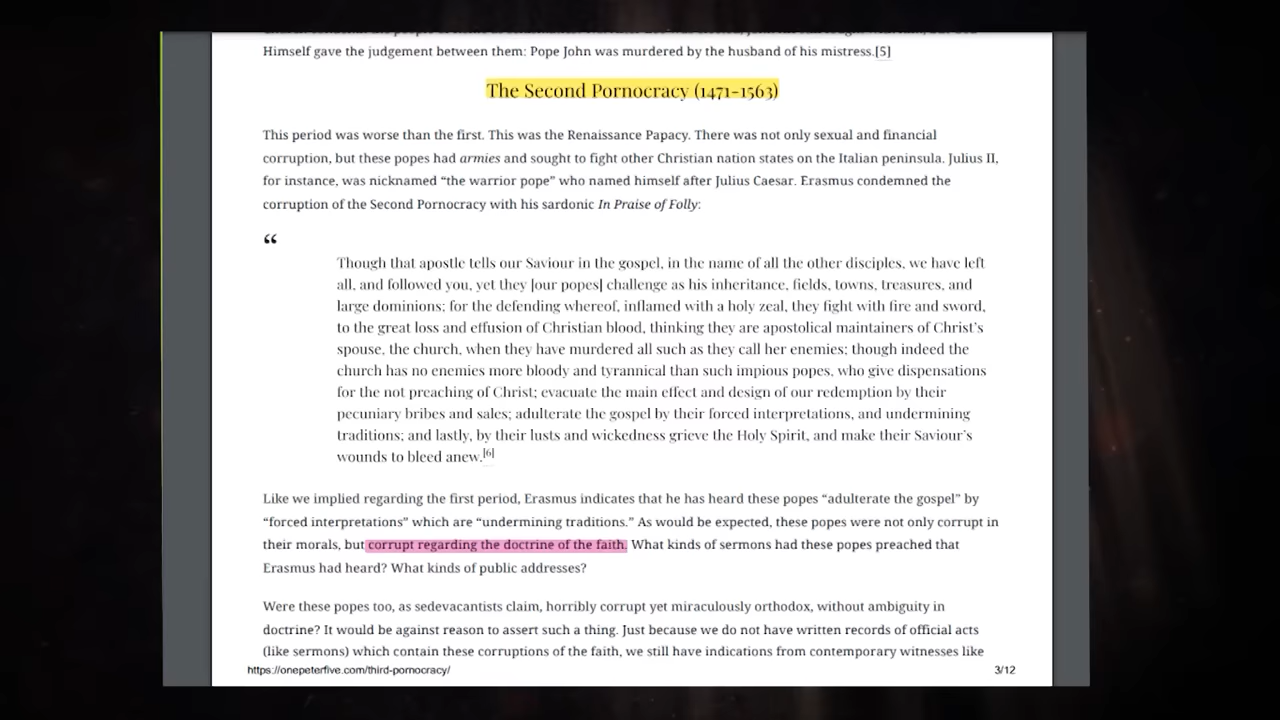 Himself gave the judgement between them: Pope John was murdered by the husband of his mistress.[5]
The Second Pornocracy (1471-1563)
This period was worse than the first. This was the Renaissance Papacy. There was not only sexual and financial
corruption, but these popes had armies and sought to fight other Christian nation states on the Italian peninsula. Julius II,
for instance, was nicknamed “the warrior pope” who named himself after Julius Caesar. Erasmus condemned the
corruption of the Second Pornocracy with his sardonic In Praise of Folly:
“
Though that apostle tells our Saviour in the gospel, in the name of all the other disciples, we have left
all, and followed you, yet they [our popes] challenge as his inheritance, fields, towns, treasures, and
large dominions; for the defending whereof, inflamed with a holy zeal, they fight with fire and sword,
to the great loss and effusion of Christian blood, thinking they are apostolical maintainers of Christ’s
spouse, the church, when they have murdered all such as they call her enemies; though indeed the
church has no enemies more bloody and tyrannical than such impious popes, who give dispensations
for the not preaching of Christ; evacuate the main effect and design of our redemption by their
pecuniary bribes and sales; adulterate the gospel by their forced interpretations, and undermining
traditions; and lastly, by their lusts and wickedness grieve the Holy Spirit, and make their Saviour’s
wounds to bleed anew.[6]
Like we implied regarding the first period, Erasmus indicates that he has heard these popes “adulterate the gospel” by
“forced interpretations” which are “undermining traditions.” As would be expected, these popes were not only corrupt in
their morals, but corrupt regarding the doctrine of the faith. What kinds of sermons had these popes preached that
Erasmus had heard? What kinds of public addresses?
Were these popes too, as sedevacantists claim, horribly corrupt yet miraculously orthodox, without ambiguity in
doctrine? It would be against reason to assert such a thing. Just because we do not have written records of official acts
(like sermons) which contain these corruptions of the faith, we still have indications from contemporary witnesses like
https://onepeterfive.com/third-pornocracy/
3/12